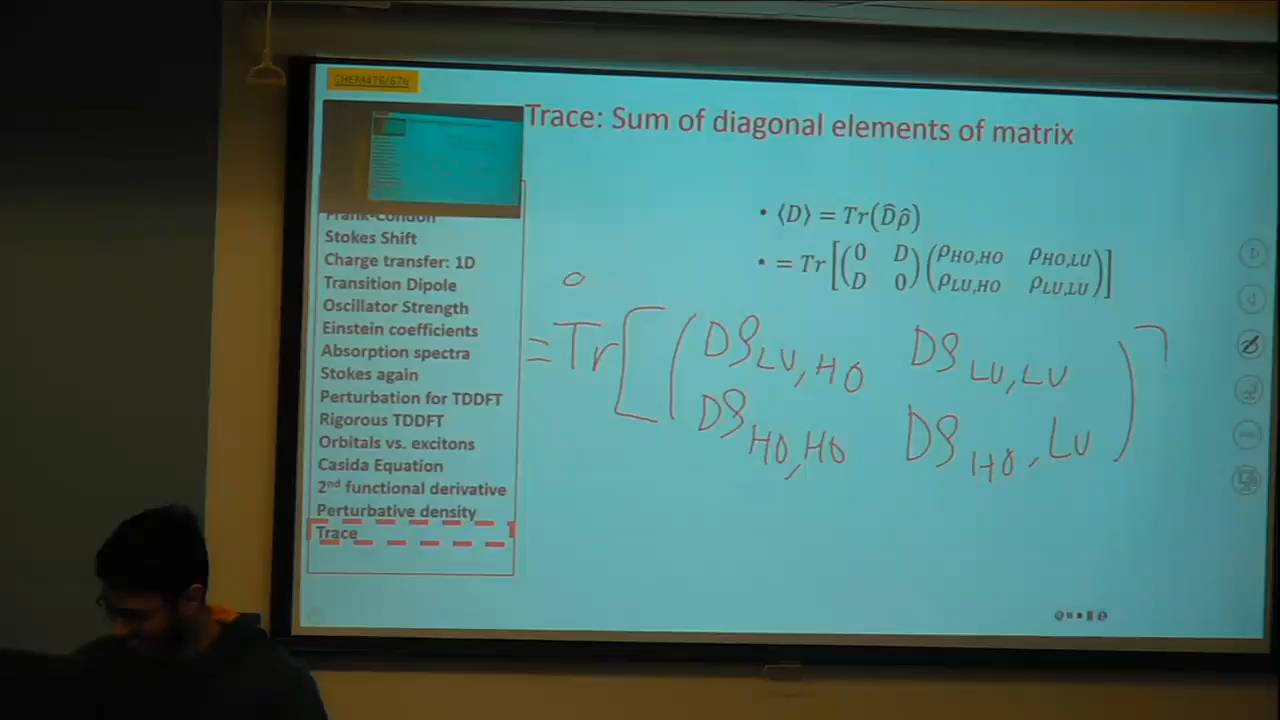 CHEM476/676
Trace: Sum of diagonal elements of matrix
Frank-Condon
Stokes Shift
Charge transfer: 1D
Transition Dipole
Oscillator Strength
Einstein coefficients
Absorption spectra
Stokes again
Perturbation for TDDFT
Rigorous TDDFT
Orbitals vs. excitons
Casida Equation
2nd functional derivative
Perturbative density
Trace
• ⟨D⟩ = Tr(D̂ρ̂)
• = Tr[(0 D
D 0)(ρHO,HO ρHO,LU
ρLU,HO ρLU,LU)]
= Tr[(Dρ LU,HO Dρ LU,LU
Dρ HO,HO Dρ HO,LU)]